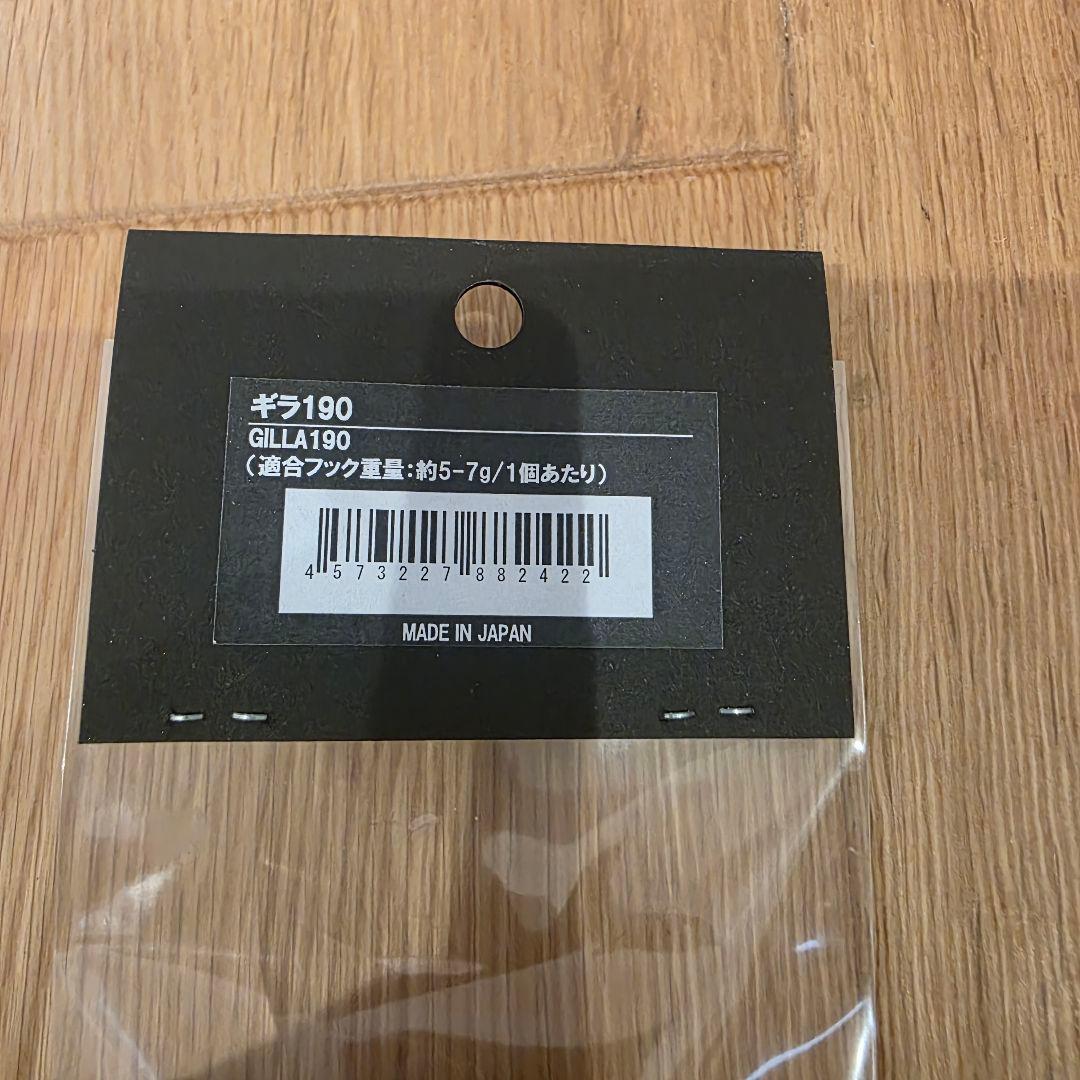 ギラ190
GILLA190
（適合フック重量：約5-7g/1個あたり）
4573227882422
MADE IN JAPAN